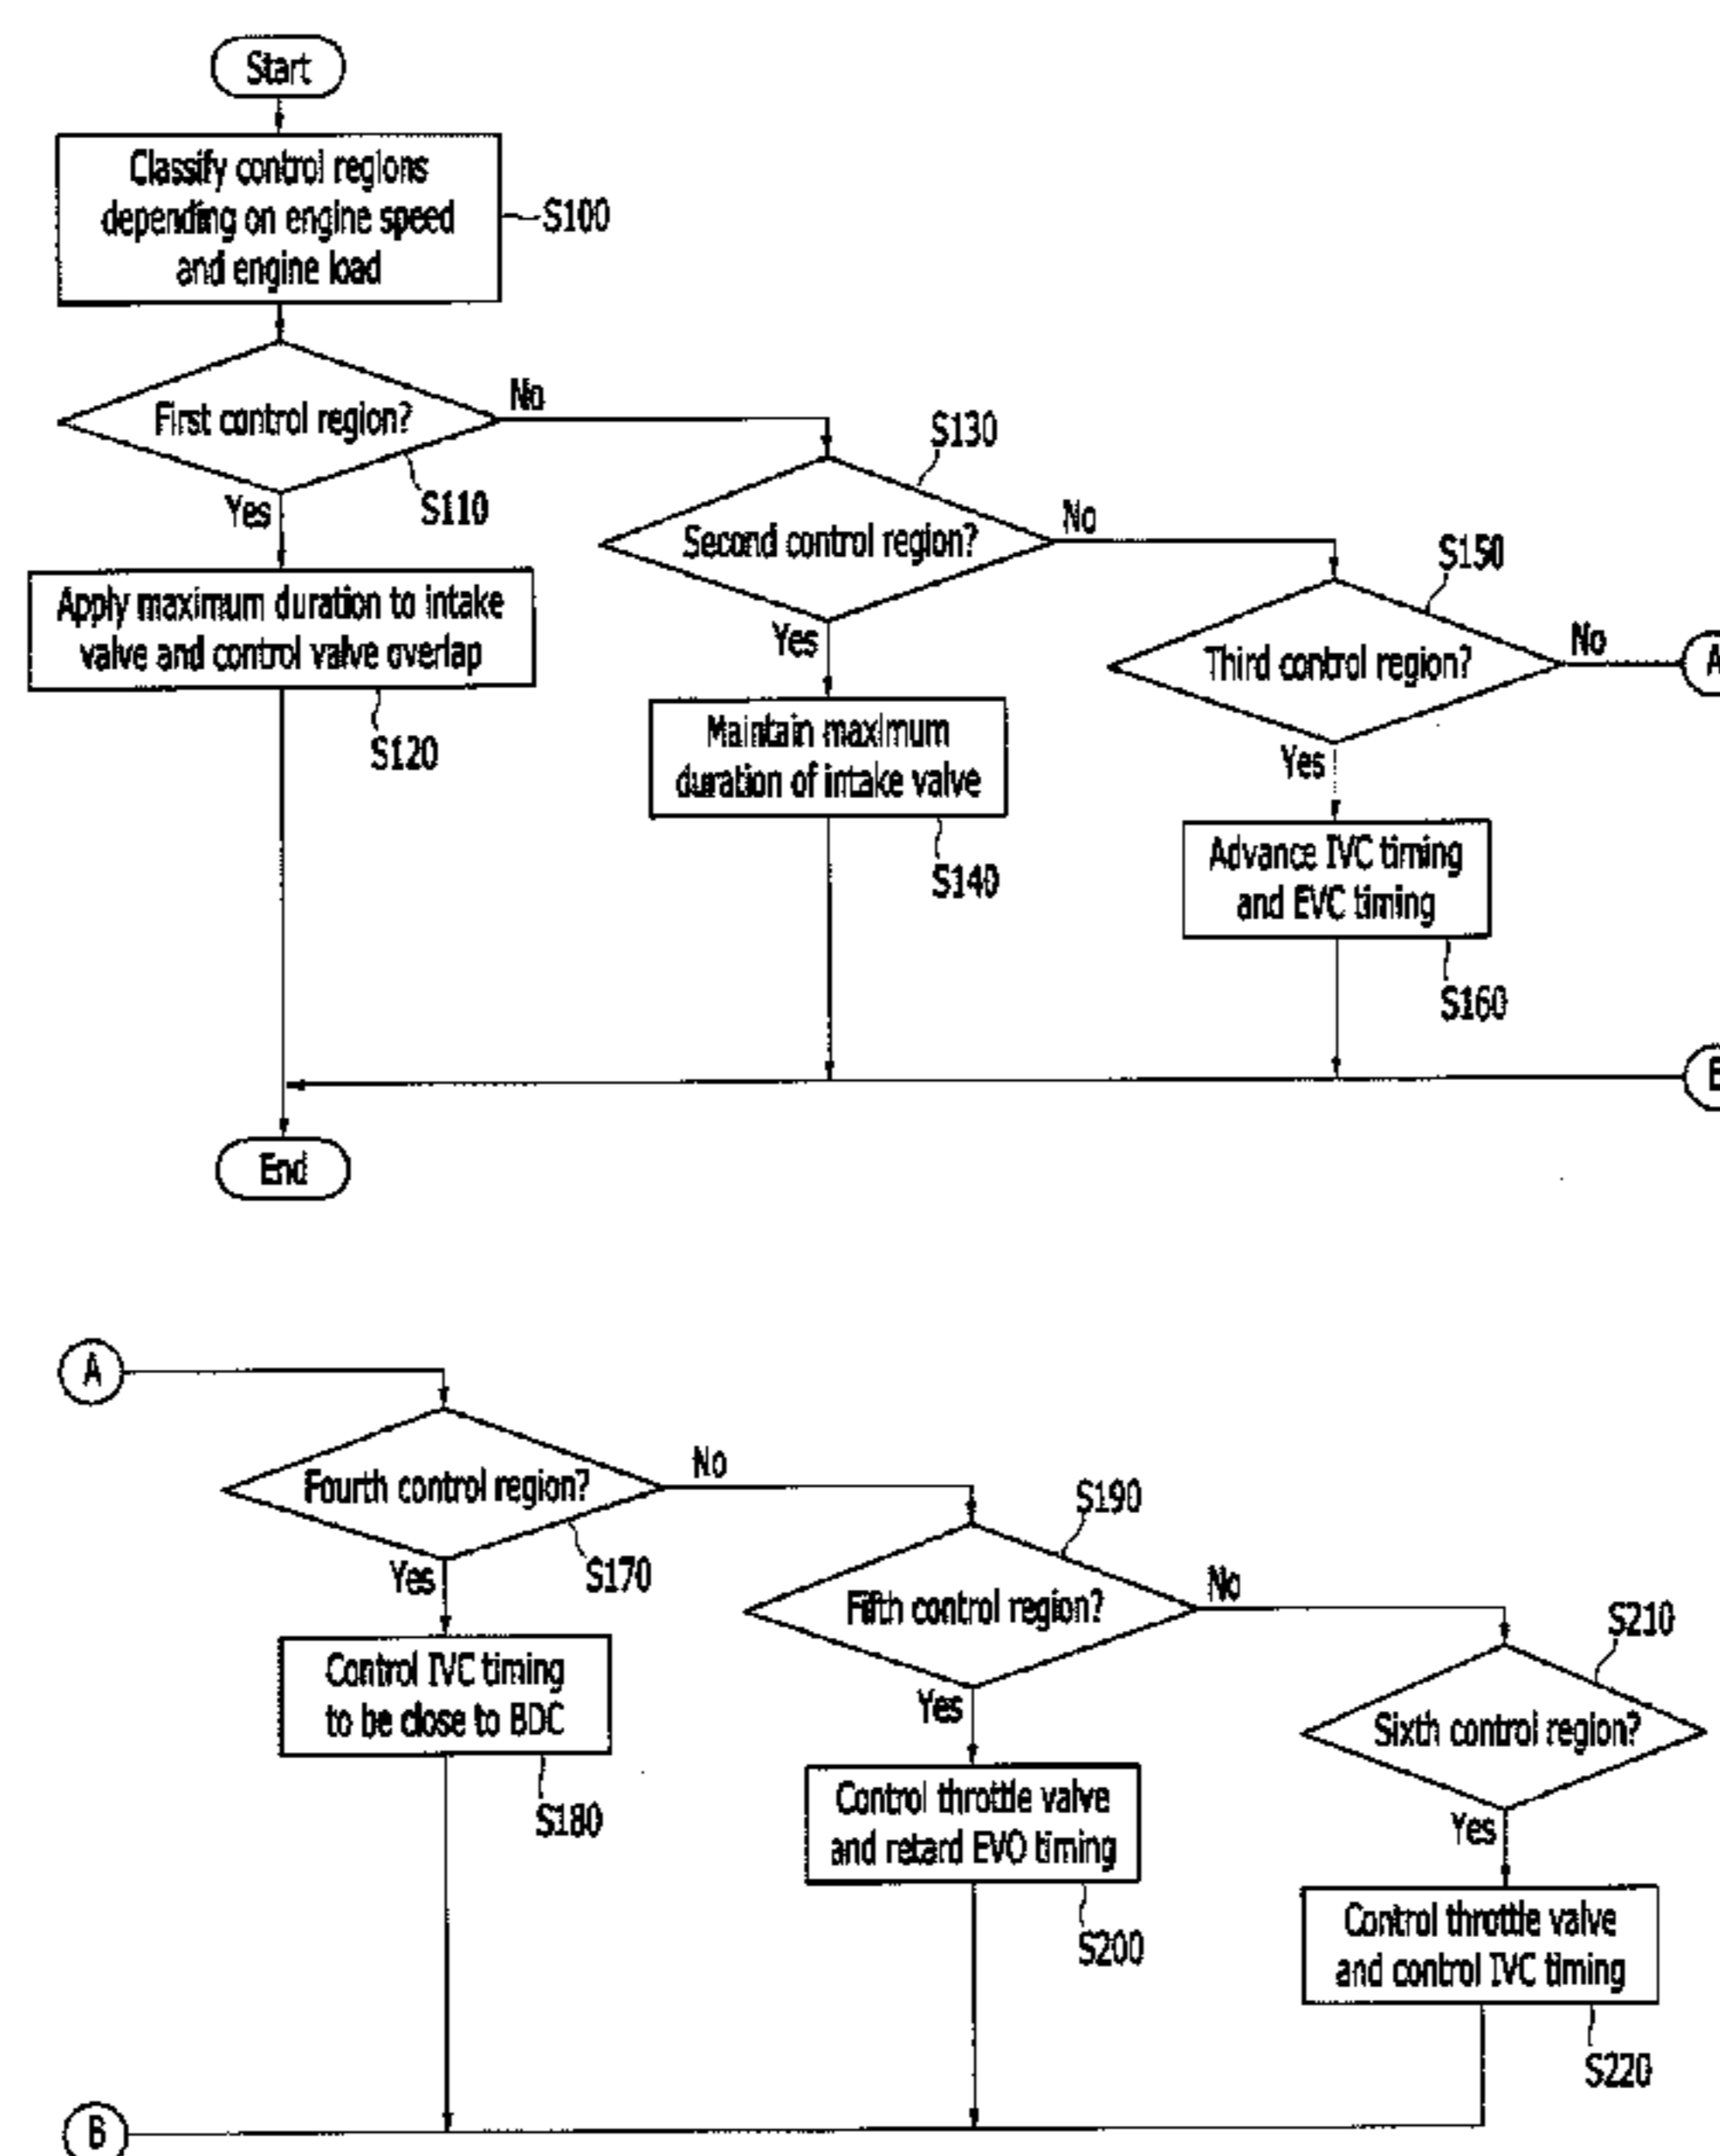 Start
Classify control regions
depending on engine speed
and engine load
S100
First control region?
No
S110
Yes
S130
Second control region?
No
Apply maximum duration to intake
valve and control valve overlap
S120
Yes
S150
Third control region?
No
A
Maintain maximum
duration of intake valve
S140
Yes
Advance IVC timing
and EVC timing
S160
End
A
Fourth control region?
No
S170
Yes
S190
Fifth control region?
No
Control IVC timing
to be close to BDC
S180
Yes
S210
Sixth control region?
Control throttle valve
and retard EVO timing
S200
Yes
Control throttle valve
and control IVC timing
S220
B